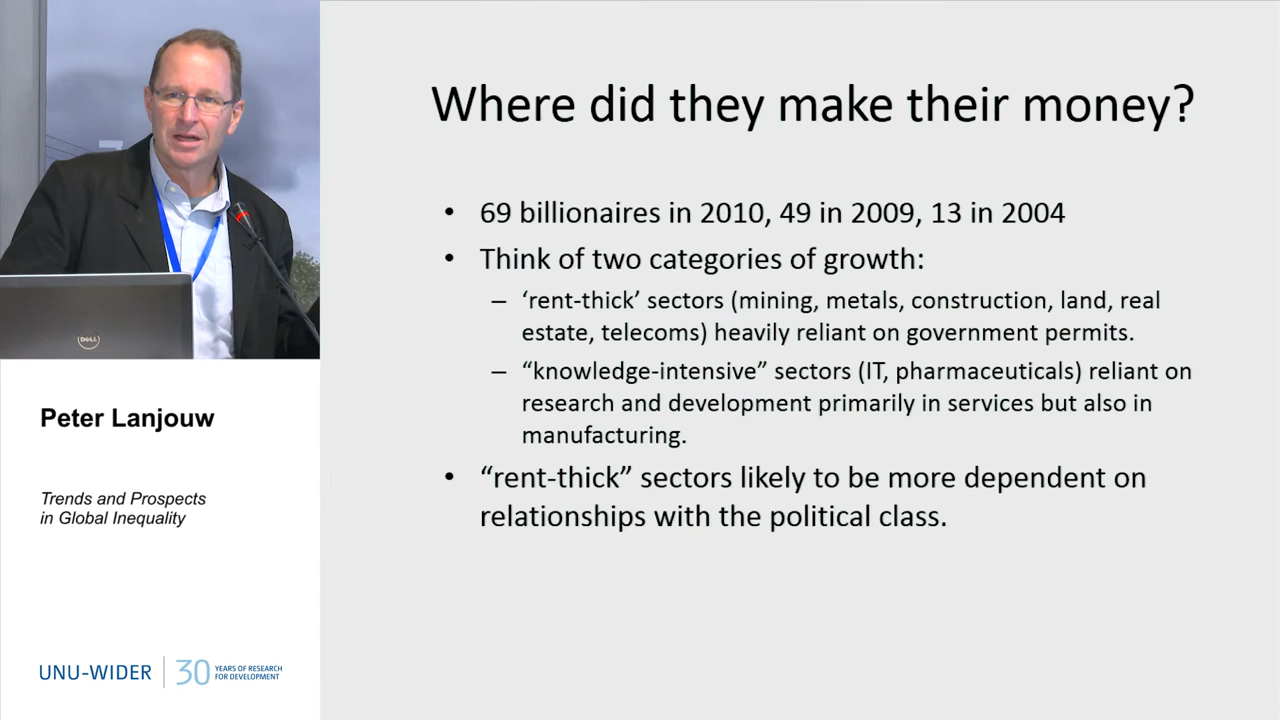 Where did they make their money?
• 69 billionaires in 2010, 49 in 2009, 13 in 2004
• Think of two categories of growth:
– ‘rent-thick’ sectors (mining, metals, construction, land, real
estate, telecoms) heavily reliant on government permits.
– “knowledge-intensive” sectors (IT, pharmaceuticals) reliant on
research and development primarily in services but also in
manufacturing.
• “rent-thick” sectors likely to be more dependent on
relationships with the political class.
DELL
Peter Lanjouw
Trends and Prospects
in Global Inequality
UNU-WIDER
30
YEARS OF RESEARCH
FOR DEVELOPMENT